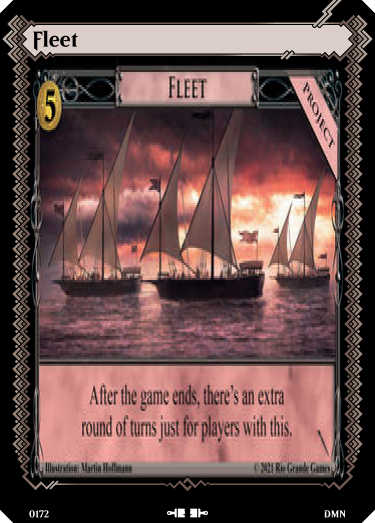 Fleet
FLEET
5
PROJECT
After the game ends, there's an extra
round of turns just for players with this.
Illustration: Martin Hoffmann
© 2021 Rio Grande Games
0172
DMN